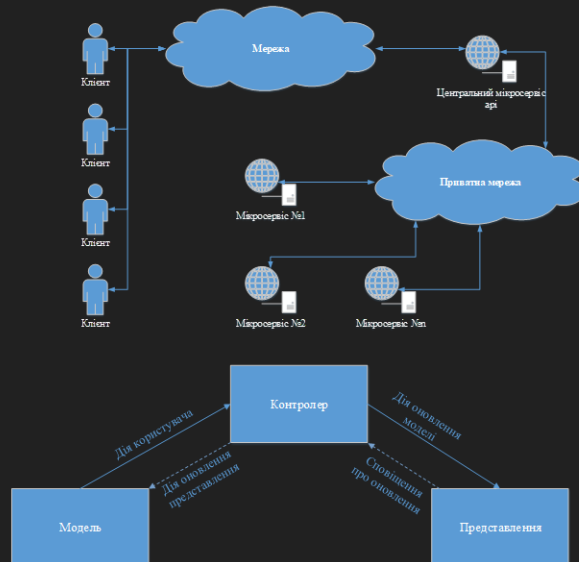 Мережа
Клієнт
Центральний мікросервіс
api
Клієнт
Приватна мережа
Мікросервіс №1
Клієнт
Клієнт
Мікросервіс №2
Мікросервіс №n
Контролер
Дія користувача
Дія оновлення
представлення
Дія оновлення
моделі
Сповіщення
про оновлення
Модель
Представлення